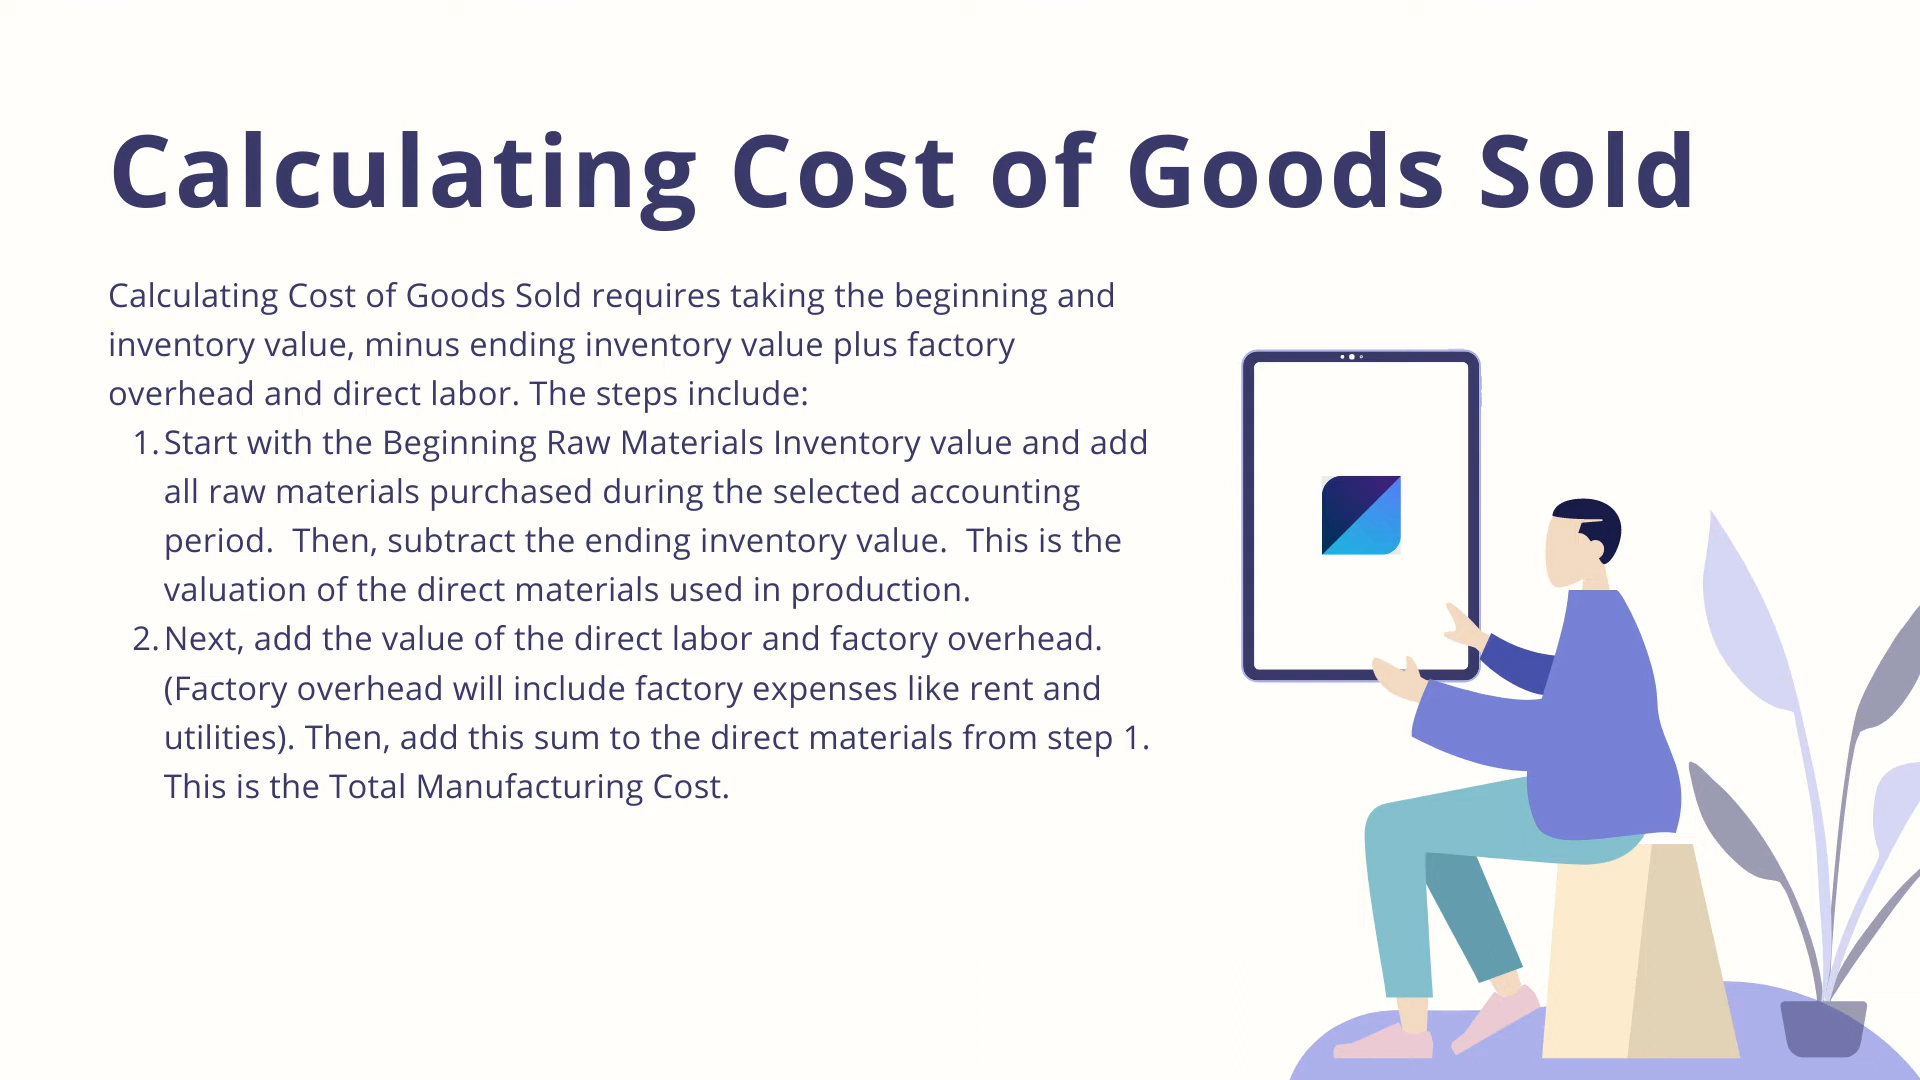 Calculating Cost of Goods Sold
Calculating Cost of Goods Sold requires taking the beginning and
inventory value, minus ending inventory value plus factory
overhead and direct labor. The steps include:
1. Start with the Beginning Raw Materials Inventory value and add
all raw materials purchased during the selected accounting
period.  Then, subtract the ending inventory value.  This is the
valuation of the direct materials used in production.
2. Next, add the value of the direct labor and factory overhead.
(Factory overhead will include factory expenses like rent and
utilities). Then, add this sum to the direct materials from step 1.
This is the Total Manufacturing Cost.